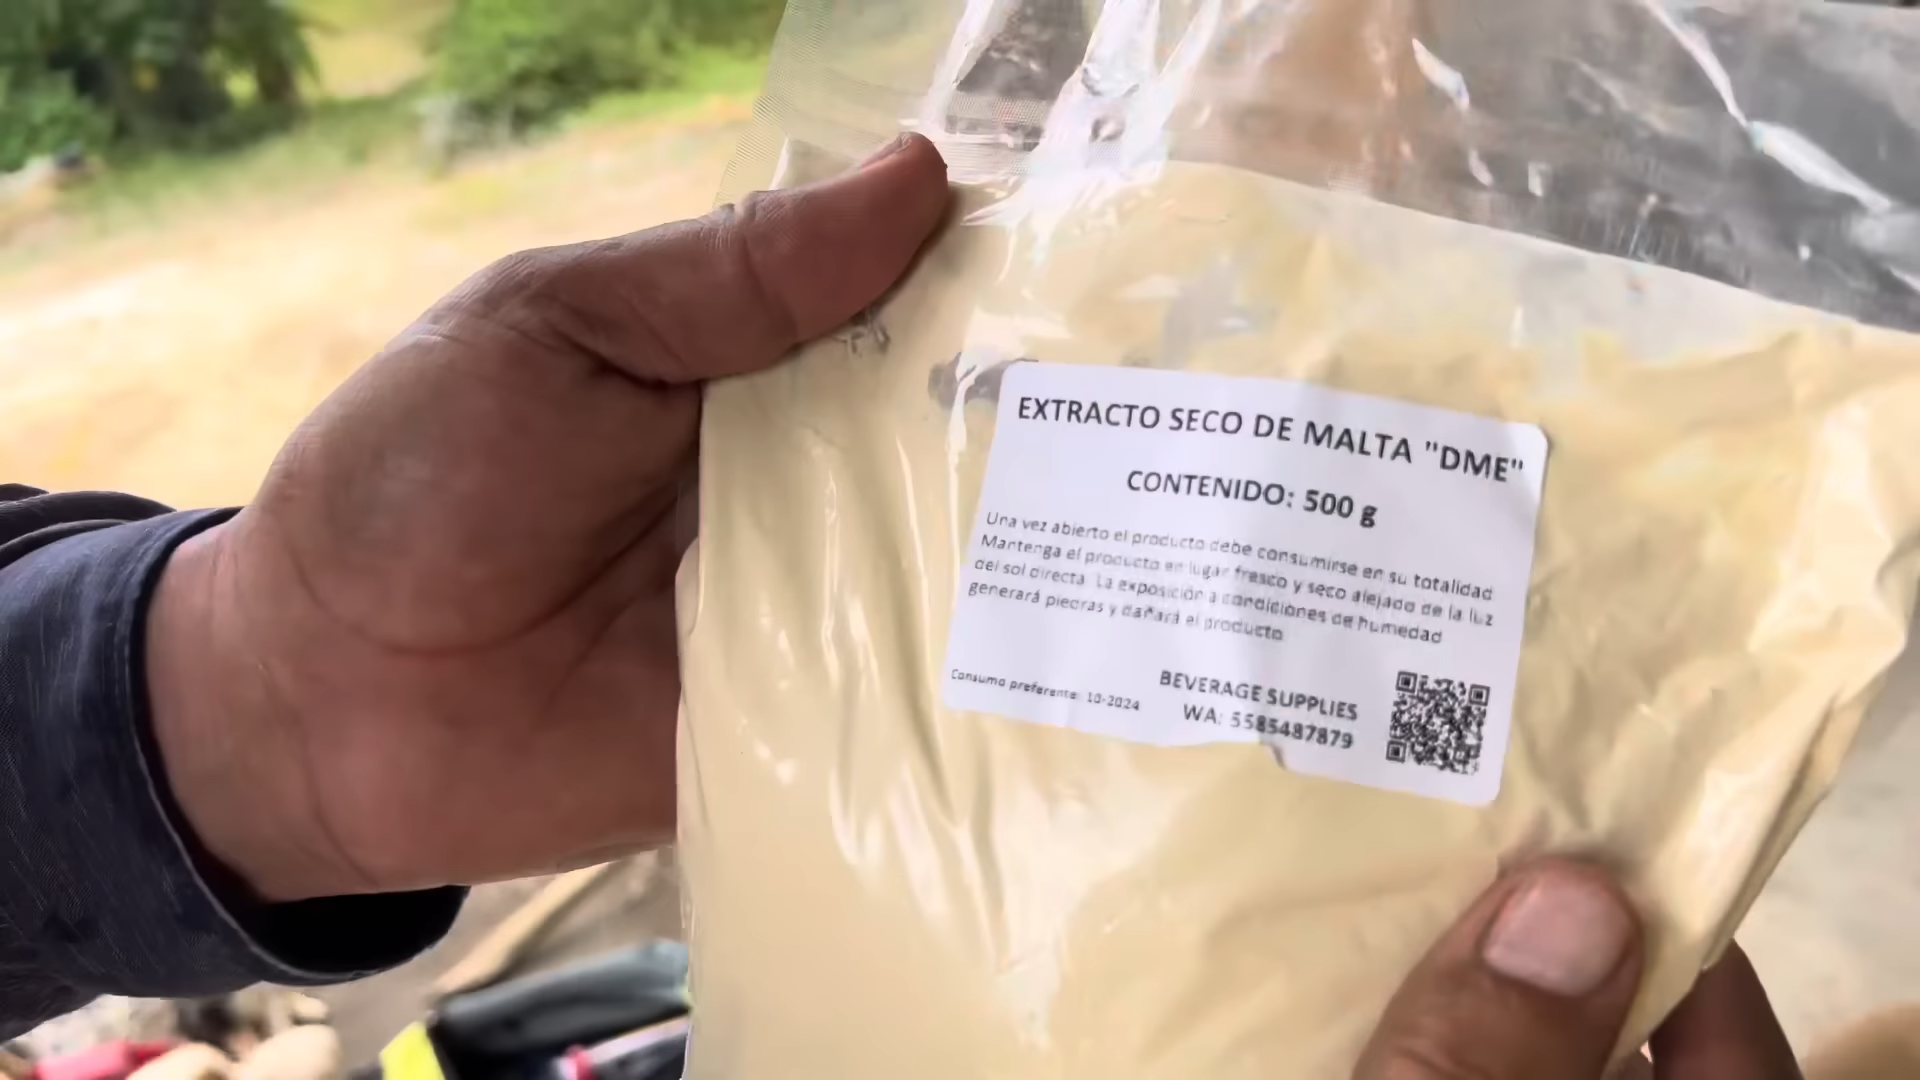 EXTRACTO SECO DE MALTA "DME"
CONTENIDO: 500 g
Una vez abierto el producto debe consumirse en su totalidad
Mantenga el producto en lugar fresco y seco alejado de la luz
del sol directa. La exposición a condiciones de humedad
generará piedras y dañará el producto
Consumo preferente: 10-2024
BEVERAGE SUPPLIES
WA: 5585487879